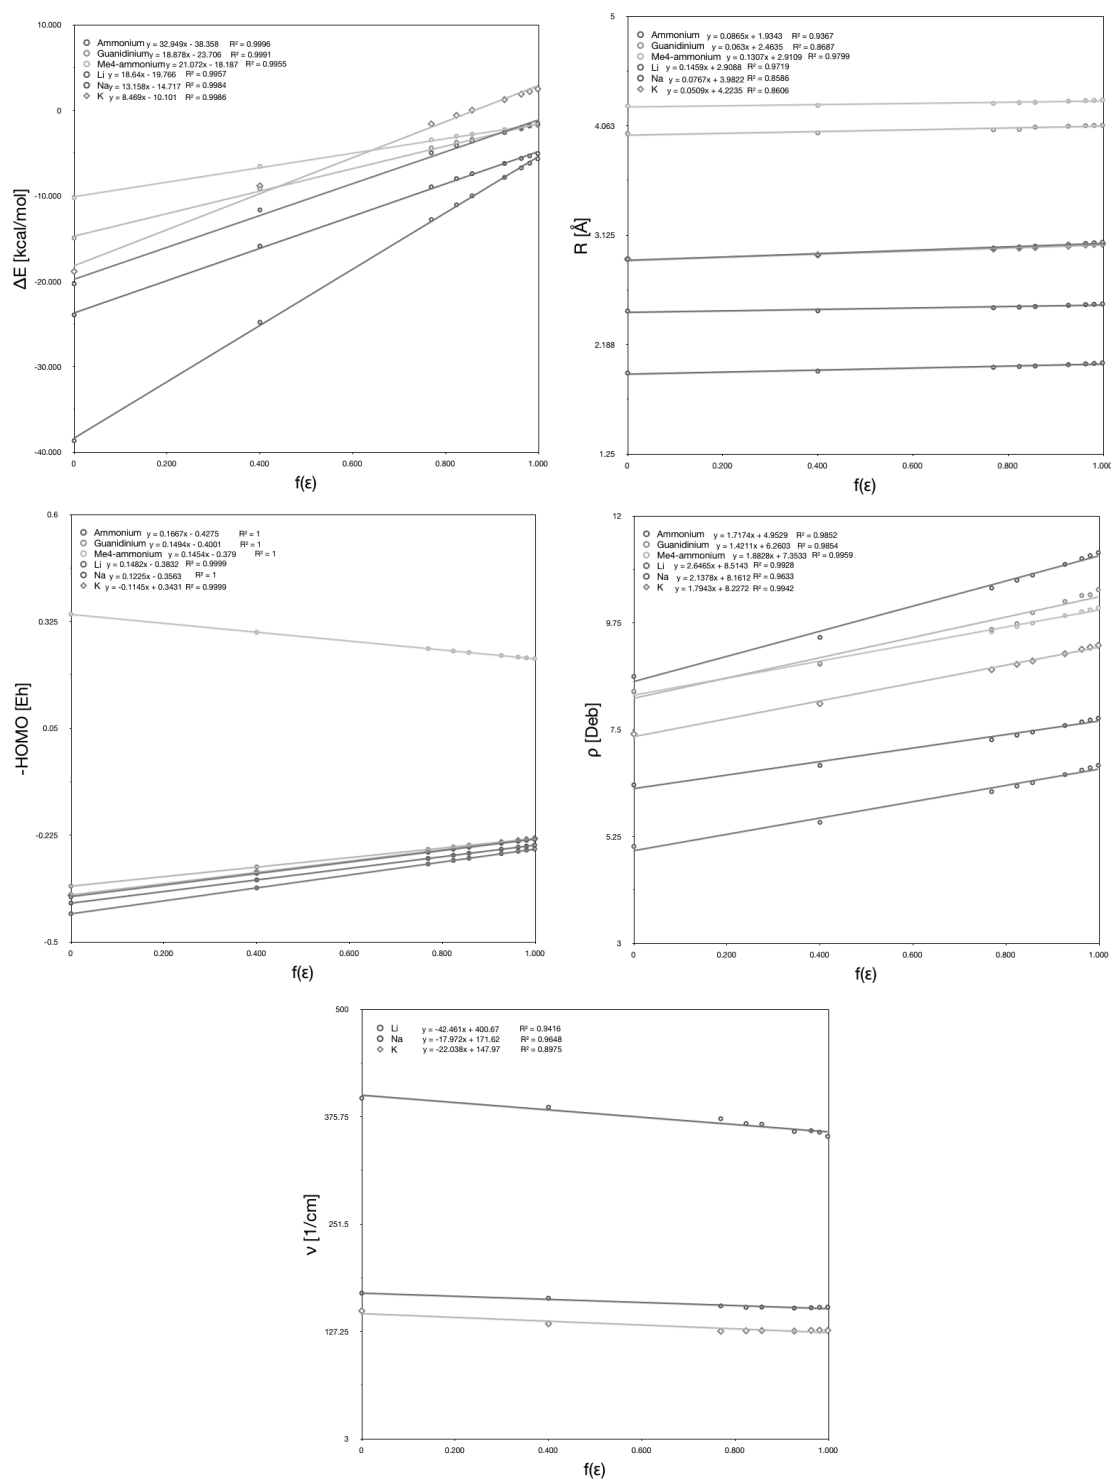 10.000
0
-10.000
-20.000
-30.000
-40.000
ΔE [kcal/mol]
Ammonium y = 32.949x - 38.358 R² = 0.9996
Guanidinium y = 18.878x - 23.706 R² = 0.9991
Me4-ammonium y = 21.072x - 18.187 R² = 0.9955
Li y = 18.64x - 19.766 R² = 0.9957
Na y = 13.158x - 14.717 R² = 0.9984
K y = 8.469x - 10.101 R² = 0.9986
0 0.200 0.400 0.600 0.800 1.000
f(ε)
5
4.063
3.125
2.188
1.25
R [Å]
Ammonium y = 0.0865x + 1.9343 R² = 0.9367
Guanidinium y = 0.063x + 2.4635 R² = 0.8687
Me4-ammonium y = 0.1307x + 2.9109 R² = 0.9799
Li y = 0.1459x + 2.9088 R² = 0.9719
Na y = 0.0767x + 3.9822 R² = 0.8586
K y = 0.0509x + 4.2235 R² = 0.8606
0 0.200 0.400 0.600 0.800 1.000
f(ε)
0.6
0.325
0.05
-0.225
-0.5
-HOMO [Eh]
Ammonium y = 0.1667x - 0.4275 R² = 1
Guanidinium y = 0.1494x - 0.4001 R² = 1
Me4-ammonium y = 0.1454x - 0.379 R² = 1
Li y = 0.1482x - 0.3832 R² = 0.9999
Na y = 0.1225x - 0.3563 R² = 1
K y = -0.1145x + 0.3431 R² = 0.9999
0 0.200 0.400 0.600 0.800 1.000
f(ε)
12
9.75
7.5
5.25
3
ρ [Deb]
Ammonium y = 1.7174x + 4.9529 R² = 0.9852
Guanidinium y = 1.4211x + 6.2603 R² = 0.9854
Me4-ammonium y = 1.8828x + 7.3533 R² = 0.9959
Li y = 2.6465x + 8.5143 R² = 0.9928
Na y = 2.1378x + 8.1612 R² = 0.9633
K y = 1.7943x + 8.2272 R² = 0.9942
0 0.200 0.400 0.600 0.800 1.000
f(ε)
500
375.75
251.5
127.25
3
ν [1/cm]
Li y = -42.461x + 400.67 R² = 0.9416
Na y = -17.972x + 171.62 R² = 0.9648
K y = -22.038x + 147.97 R² = 0.8975
0 0.200 0.400 0.600 0.800 1.000
f(ε)